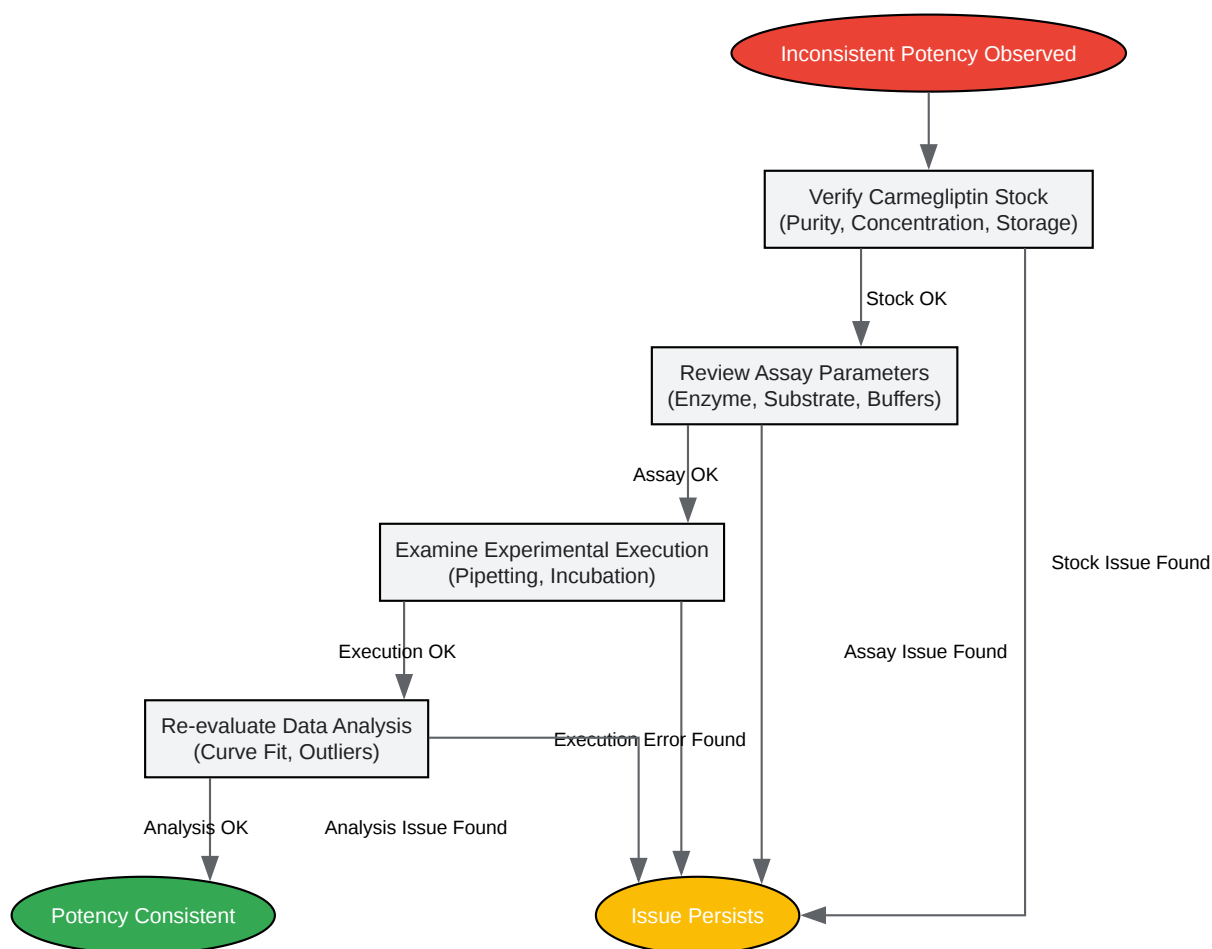 Inconsistent Potency Observed
Verify Carmegliptin Stock
(Purity, Concentration, Storage)
Stock OK
Review Assay Parameters
(Enzyme, Substrate, Buffers)
Assay OK
Examine Experimental Execution
(Pipetting, Incubation)
Stock Issue Found
Execution OK
Assay Issue Found
Re-evaluate Data Analysis
(Curve Fit, Outliers)
Execution Error Found
Analysis OK
Analysis Issue Found
Potency Consistent
Issue Persists